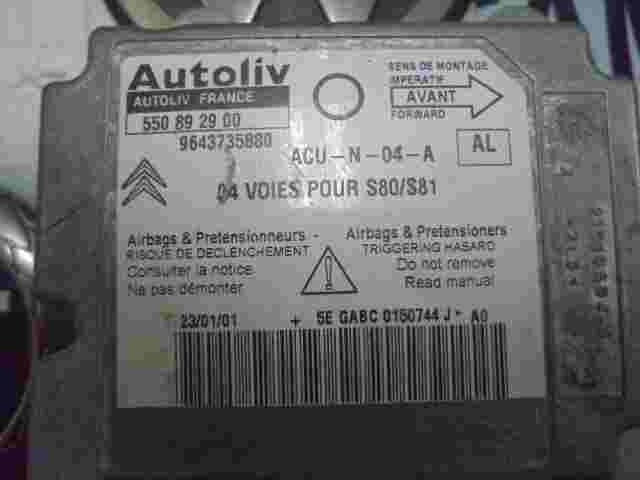 Autoliv
AUTOLIV FRANCE
550 89 2 9 00
9643735880
SENS DE MONTAGE
IMPERATIF
AVANT
FORWARD
ACU-N-04-A
AL
04 VOIES POUR S80/S81
Airbags & Pretensionneurs -
RISQUE DE DECLENCHEMENT
Consulter la notice
Ne pas démonter
Airbags & Pretensioners
TRIGGERING HASARD
Do not remove
Read manual
23/01/01 + 5E GABC 0150744 J* A0